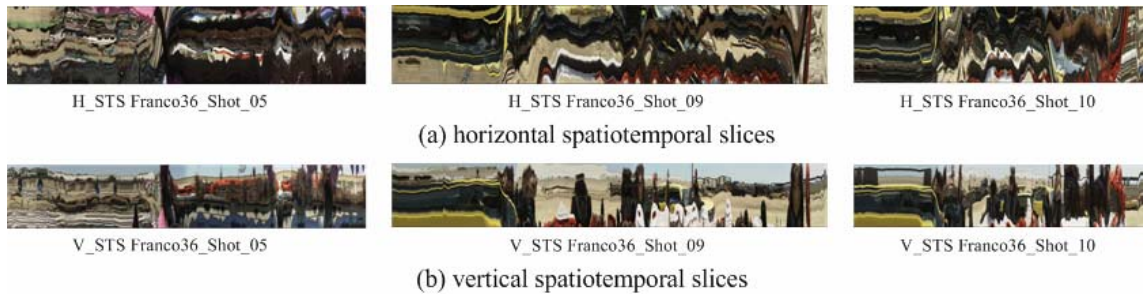 H_STS Franco36_Shot_05 H_STS Franco36_Shot_09 H_STS Franco36_Shot_10
(a) horizontal spatiotemporal slices
V_STS Franco36_Shot_05 V_STS Franco36_Shot_09 V_STS Franco36_Shot_10
(b) vertical spatiotemporal slices